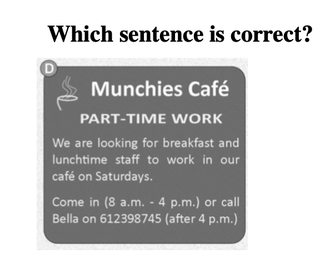 Which sentence is correct?
D
Munchies Café
PART-TIME WORK
We are looking for breakfast and
lunchtime staff to work in our
café on Saturdays.
Come in (8 a.m. - 4 p.m.) or call
Bella on 612398745 (after 4 p.m.)